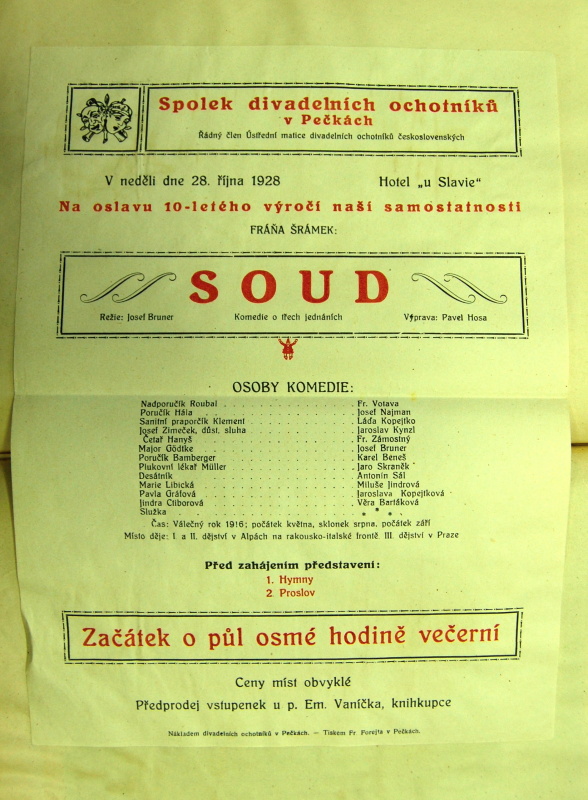 Spolek divadelních ochotníků
v Pečkách
Řádný člen Ústřední matice divadelních ochotníků československých
V neděli dne 28. října 1928 Hotel „u Slavie“
Na oslavu 10-letého výročí naší samostatnosti
FRÁŇA ŠRÁMEK:
SOUD
Režie: Josef Bruner Komedie o třech jednáních Výprava: Pavel Hosa
OSOBY KOMEDIE:
Nadporučík Roubal . . . . . . . . . . . . . Fr. Votava
Poručík Hála . . . . . . . . . . . . . Josef Najman
Sanitní praporčík Klement . . . . . . . . . . . . . Láďa Kopejtko
Josef Zimeček, důst. sluha . . . . . . . . . . . . . Jaroslav Kynzl
Četař Hanyš . . . . . . . . . . . . . Fr. Zámostný
Major Gödtke . . . . . . . . . . . . . Josef Bruner
Poručík Bamberger . . . . . . . . . . . . . Karel Beneš
Plukovní lékař Müller . . . . . . . . . . . . . Jaro Skraněk
Desátník . . . . . . . . . . . . . Antonín Sál
Marie Libická . . . . . . . . . . . . . Miluše Jindrová
Pavla Gráfová . . . . . . . . . . . . . Jaroslava Kopejtková
Jindra Ctiborová . . . . . . . . . . . . . Věra Bartáková
Služka . . . . . . . . . . . . . * * *
Čas: Válečný rok 1916; počátek května, sklonek srpna, počátek září
Místo děje: I. a II. dějství v Alpách na rakousko-italské frontě III. dějství v Praze
Před zahájením představení:
1. Hymny
2. Proslov
Začátek o půl osmé hodině večerní
Ceny míst obvyklé
Předprodej vstupenek u p. Em. Vaníčka, knihkupce
Nákladem divadelních ochotníků v Pečkách. — Tiskem Fr. Forejta v Pečkách.